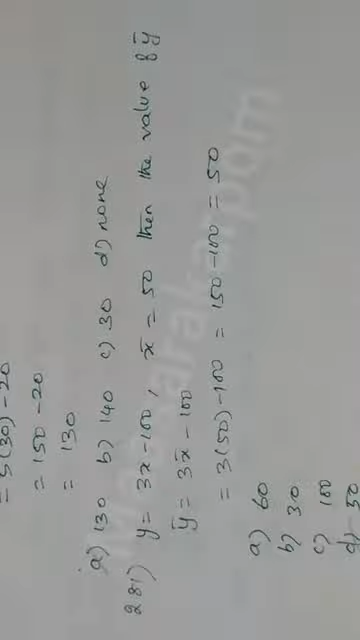 = 5(30) - 20
= 150 - 20
= 130
a) 130 b) 140 c) 30 d) none
281) y = 3x - 100, x̄ = 50 then the value of ȳ
ȳ = 3x̄ - 100
= 3(50) - 100 = 150 - 100 = 50
a) 60
b) 30
c) 100
d) 50